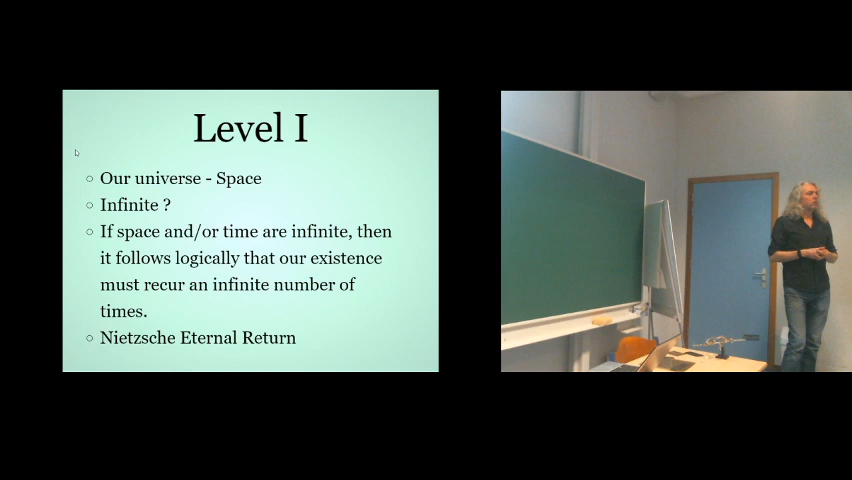 Level I
Our universe - Space
Infinite ?
If space and/or time are infinite, then
it follows logically that our existence
must recur an infinite number of
times.
Nietzsche Eternal Return